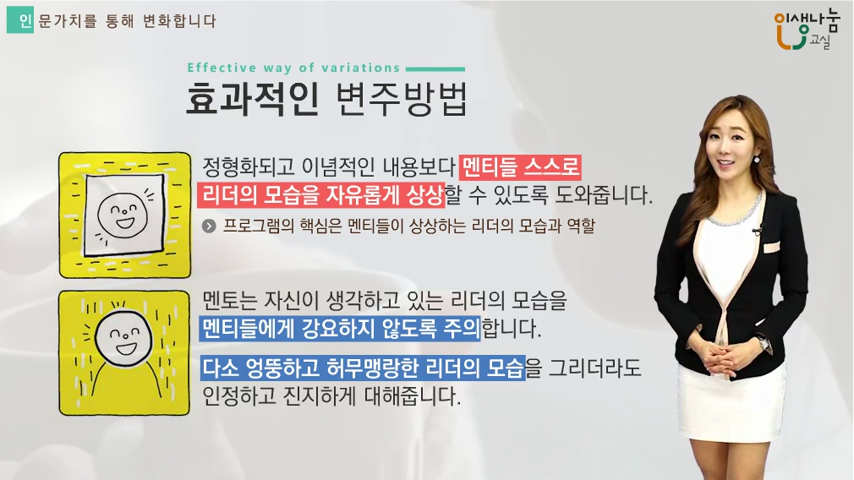 인문가치를 통해 변화합니다
인생나눔
교실
Effective way of variations
효과적인 변주방법
정형화되고 이념적인 내용보다 멘티들 스스로
리더의 모습을 자유롭게 상상할 수 있도록 도와줍니다.
프로그램의 핵심은 멘티들이 상상하는 리더의 모습과 역할
멘토는 자신이 생각하고 있는 리더의 모습을
멘티들에게 강요하지 않도록 주의합니다.
다소 엉뚱하고 허무맹랑한 리더의 모습을 그리더라도
인정하고 진지하게 대해줍니다.